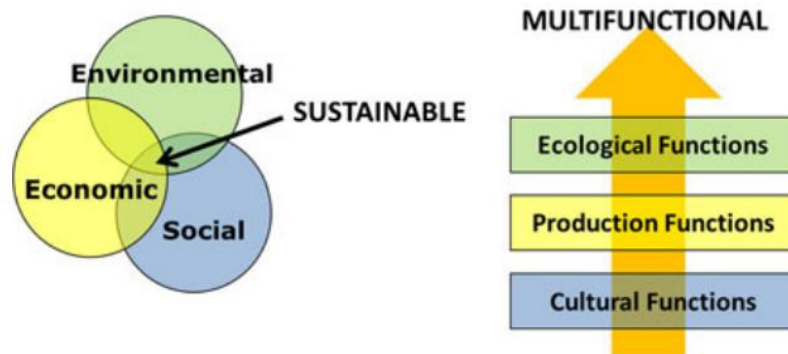 Environmental
SUSTAINABLE
Economic
Social
MULTIFUNCTIONAL
Ecological Functions
Production Functions
Cultural Functions